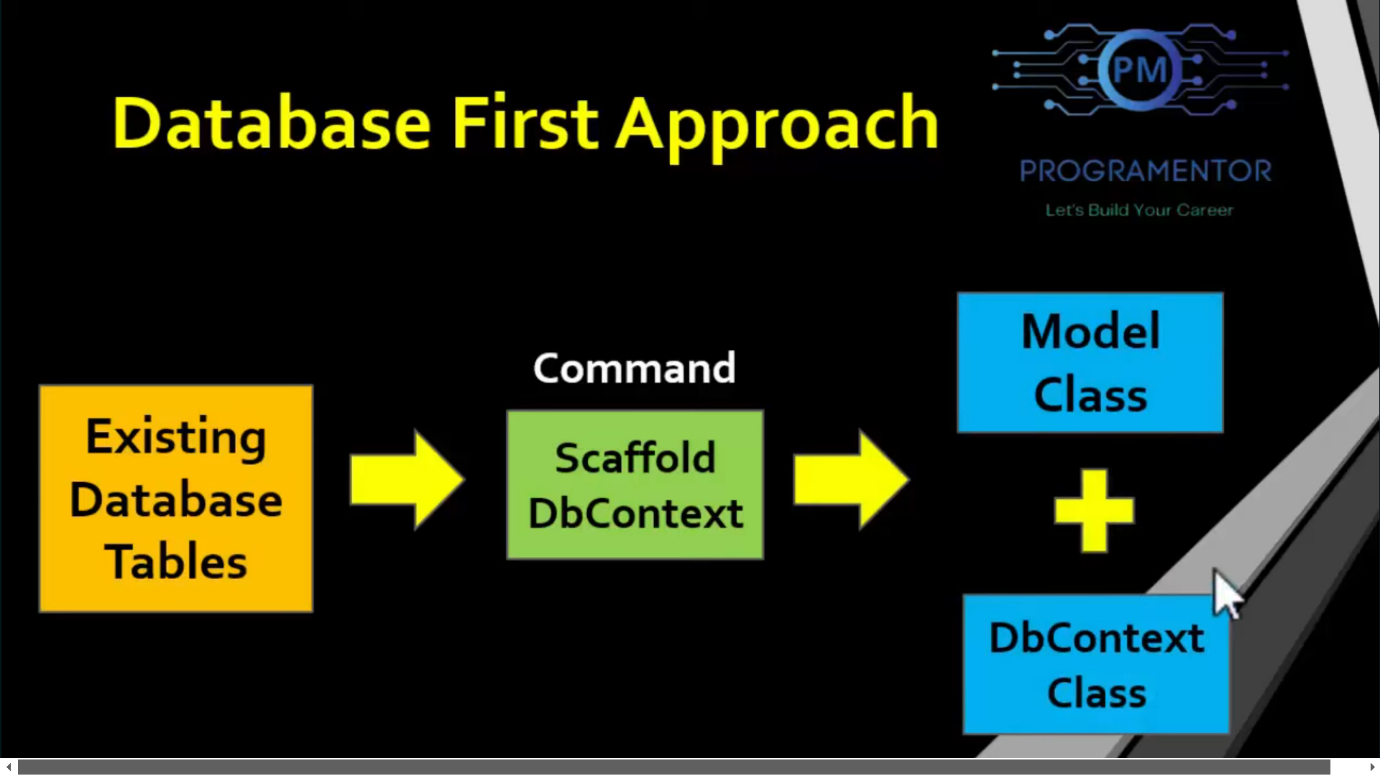 Database First Approach
PM
PROGRAMENTOR
Let's Build Your Career
Existing
Database
Tables
Command
Scaffold
DbContext
Model
Class
DbContext
Class